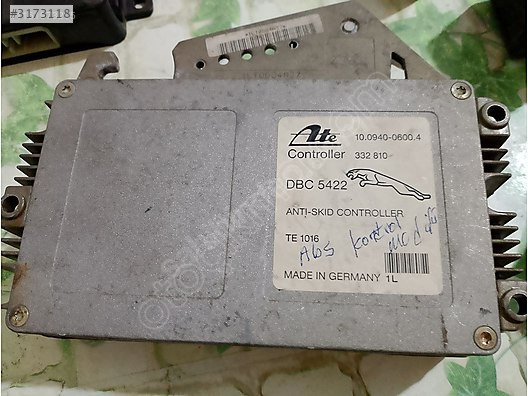 #3173118
Ate
10.0940-0600.4
Controller
332 810
DBC 5422
ANTI-SKID CONTROLLER
TE 1016
Abs kontrol
MADE IN GERMANY 1L